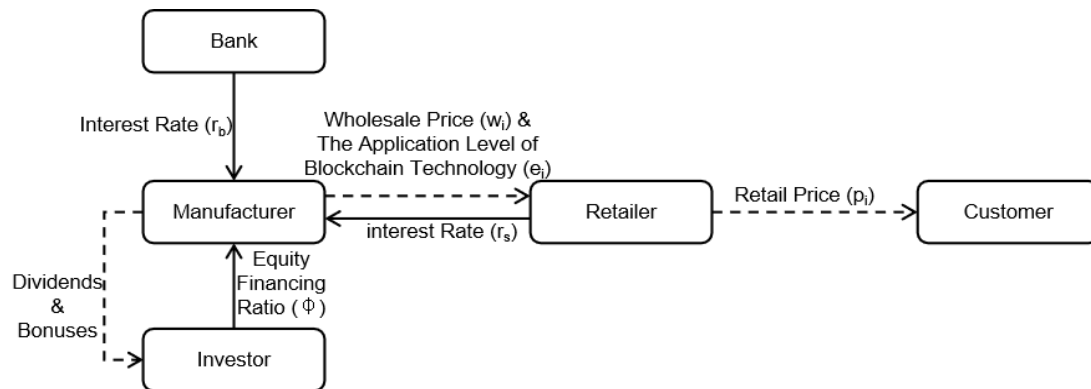 Bank
Interest Rate (r_b)
Wholesale Price (w_i) &
The Application Level of
Blockchain Technology (e_i)
Manufacturer
Retailer
Retail Price (p_i)
Customer
interest Rate (r_s)
Equity
Financing
Ratio (Φ)
Dividends
&
Bonuses
Investor